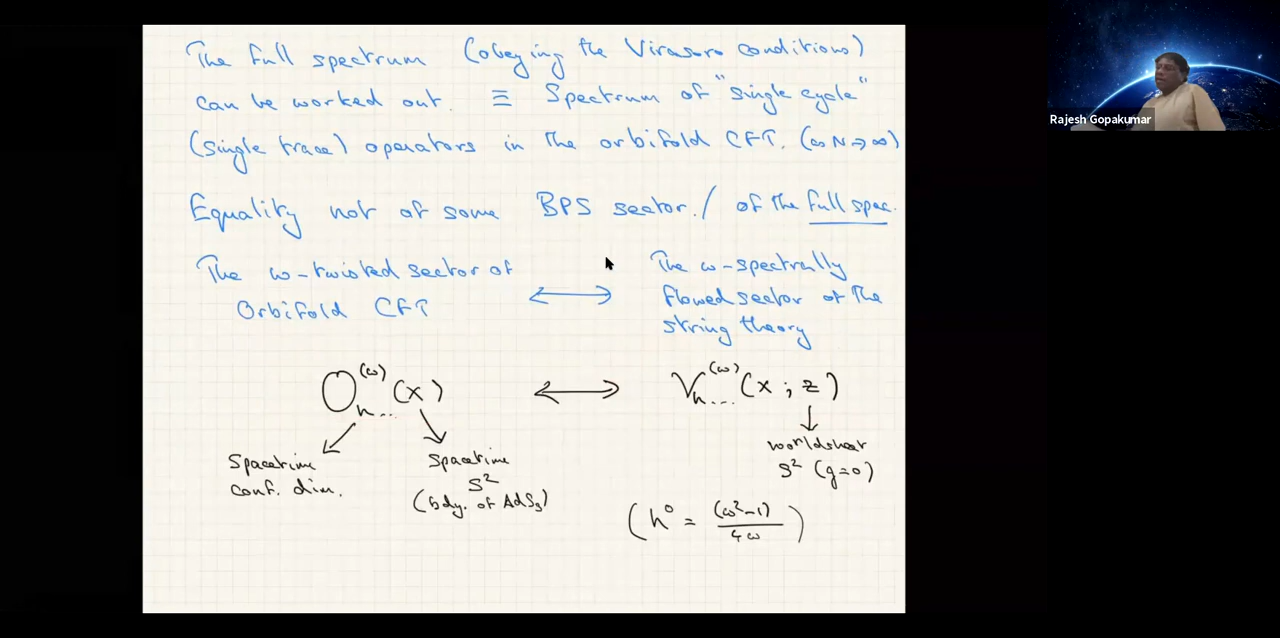 The full spectrum (obeying the Virasoro conditions)
can be worked out. ≡ Spectrum of "single cycle"
(single trace) operators in the orbifold CFT. (as N→∞)
Equality not of some BPS sector. / of the full spec.
The ω-twisted sector of
Orbifold CFT
⟷
The ω-spectrally
flowed sector of the
string theory
O_{h...}^{(ω)}(x) ⟷ V_{h...}^{(ω)}(x; z)
Spacetime
conf. dim.
Spacetime
S²
(bdy. of AdS₃)
worldsheet
S² (g=0)
(h⁰ = (ω²-1)/4ω)
Rajesh Gopakumar